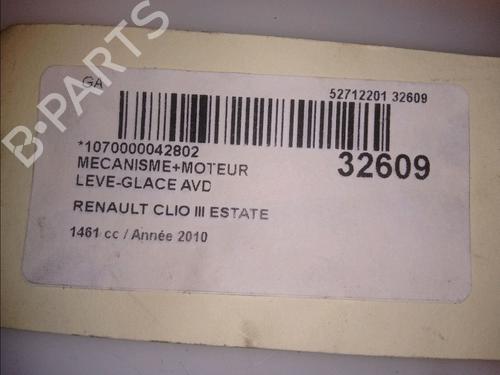 B-PARTS
GA
52712201 32609
*1070000042802
32609
MECANISME+MOTEUR
LEVE-GLACE AVD
RENAULT CLIO III ESTATE
1461 cc / Année 2010